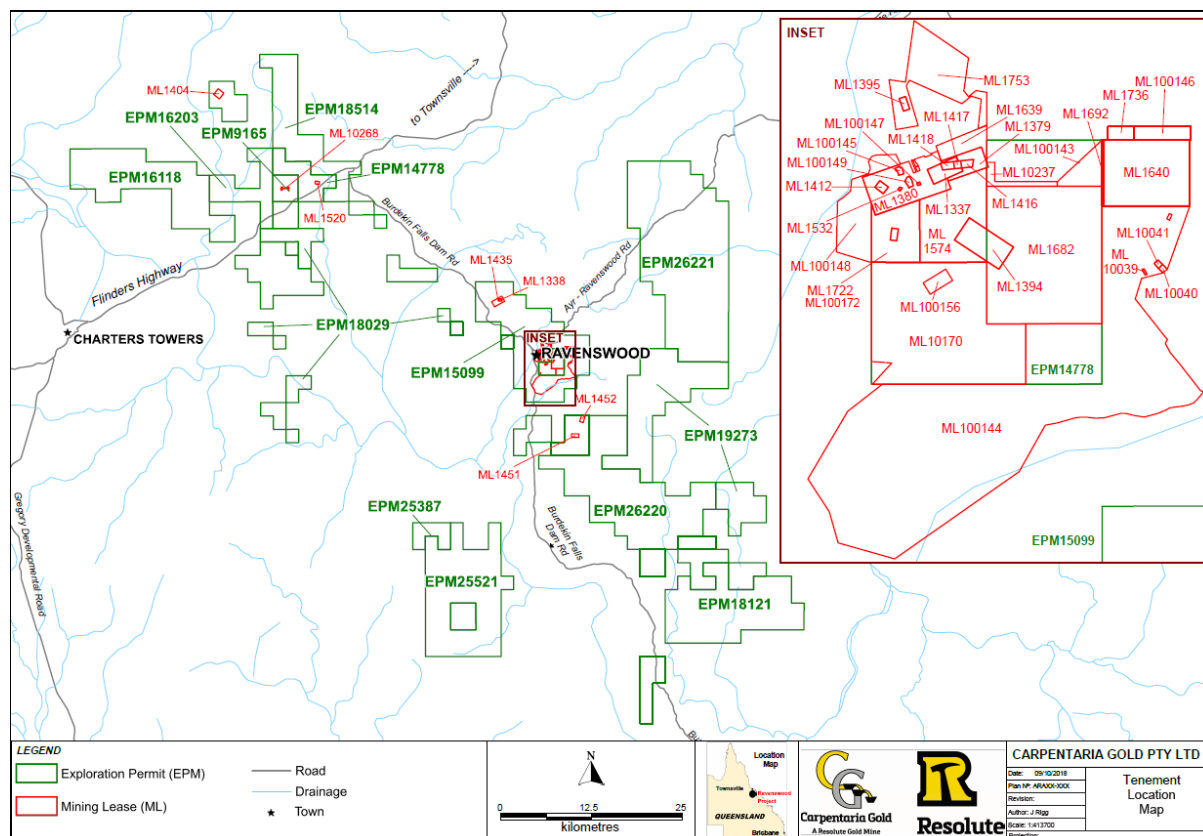 ML1404
EPM18514
EPM16203
EPM9165
ML10268
EPM16118
EPM14778
ML1520
to Townsville
Flinders Highway
Burdekin Falls Dam Rd
Ayr - Ravenswood Rd
EPM26221
ML1435
ML1338
EPM18029
CHARTERS TOWERS
INSET
RAVENSWOOD
EPM15099
ML1452
ML1451
EPM19273
EPM25387
EPM26220
Burdekin Falls
Dam Rd
EPM25521
EPM18121
Gregory Developmental Road
INSET
ML1753
ML1395
ML100146
ML1736
ML1639
ML1417
ML1692
ML100147
ML1418
ML1379
ML100145
ML100143
ML100149
ML10237
ML1640
ML1412
ML1380
ML1337
ML1416
ML1532
ML
1574
ML1682
ML10041
ML
10039
ML100148
ML1722
ML100172
ML1394
ML10040
ML100156
ML10170
EPM14778
ML100144
EPM15099
LEGEND
Exploration Permit (EPM)
Mining Lease (ML)
Road
Drainage
Town
N
0 12.5 25
kilometres
Location
Map
Townsville
Ravenswood
Project
QUEENSLAND
Brisbane
CG
Carpentaria Gold
A Resolute Gold Mine
R
Resolute
CARPENTARIA GOLD PTY LTD
Date: 09/10/2018
Plan Nº: ARAXX-XXX
Revision:
Author: J Rigg
Scale: 1:413700
Projection:
Tenement
Location
Map